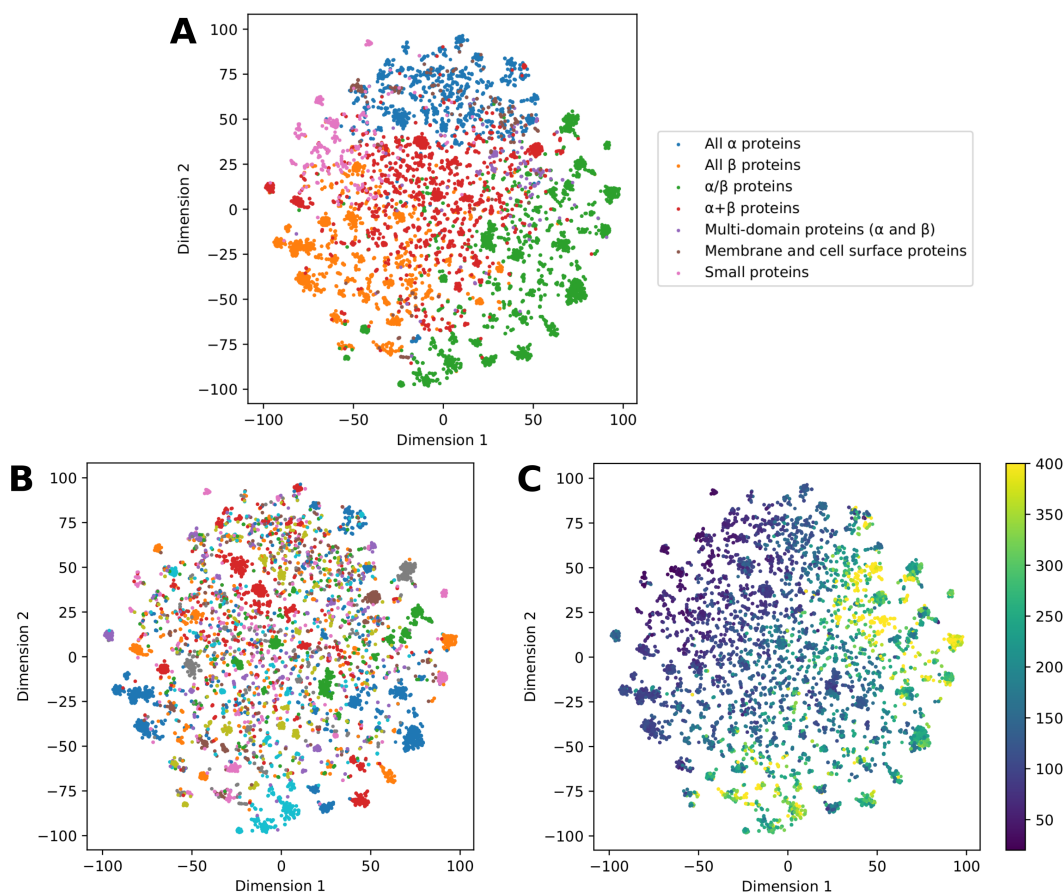 A
100
75
50
25
0
−25
−50
−75
−100
Dimension 2
−100 −50 0 50 100
Dimension 1
All α proteins
All β proteins
α/β proteins
α+β proteins
Multi-domain proteins (α and β)
Membrane and cell surface proteins
Small proteins
B
100
75
50
25
0
−25
−50
−75
−100
Dimension 2
−100 −50 0 50 100
Dimension 1
C
100
75
50
25
0
−25
−50
−75
−100
Dimension 2
−100 −50 0 50 100
Dimension 1
400
350
300
250
200
150
100
50